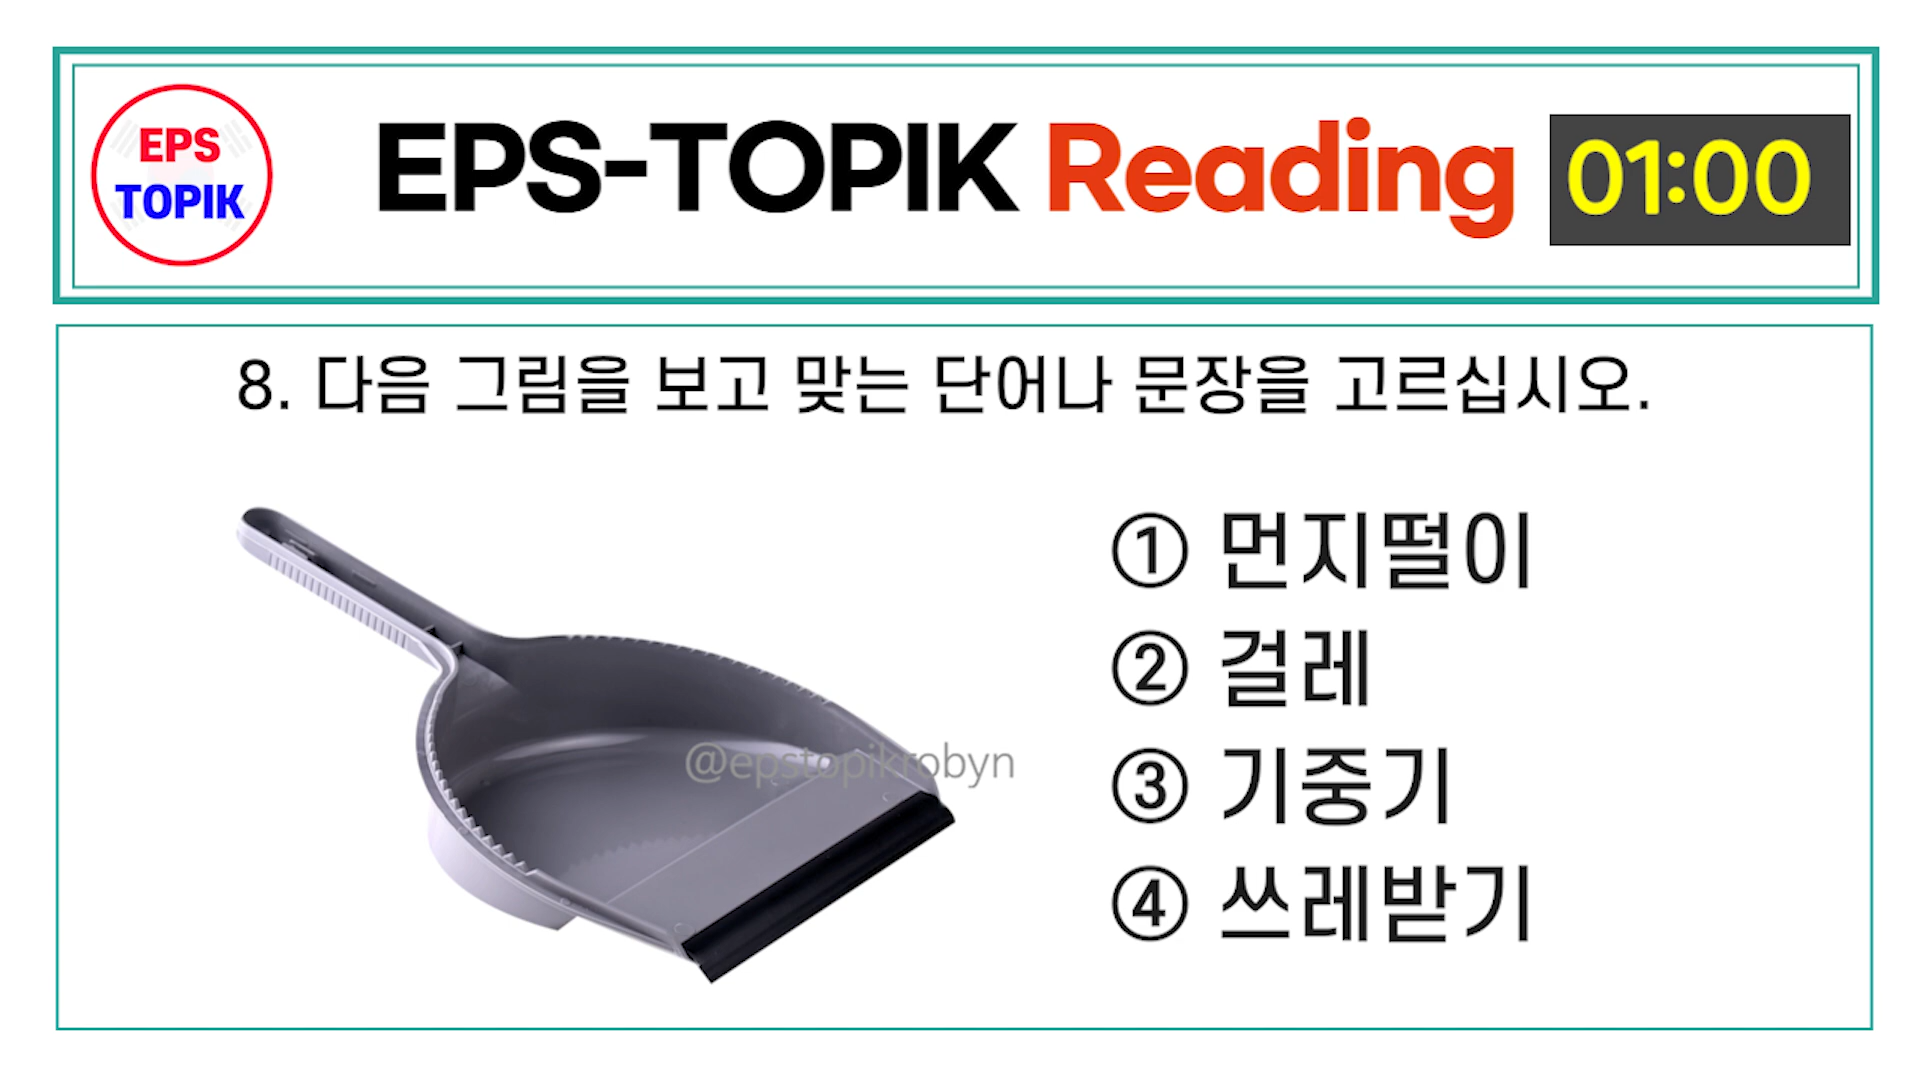 EPS
TOPIK
EPS-TOPIK Reading
01:00
8. 다음 그림을 보고 맞는 단어나 문장을 고르십시오.
① 먼지떨이
② 걸레
③ 기중기
④ 쓰레받기
@epstopikrobyn